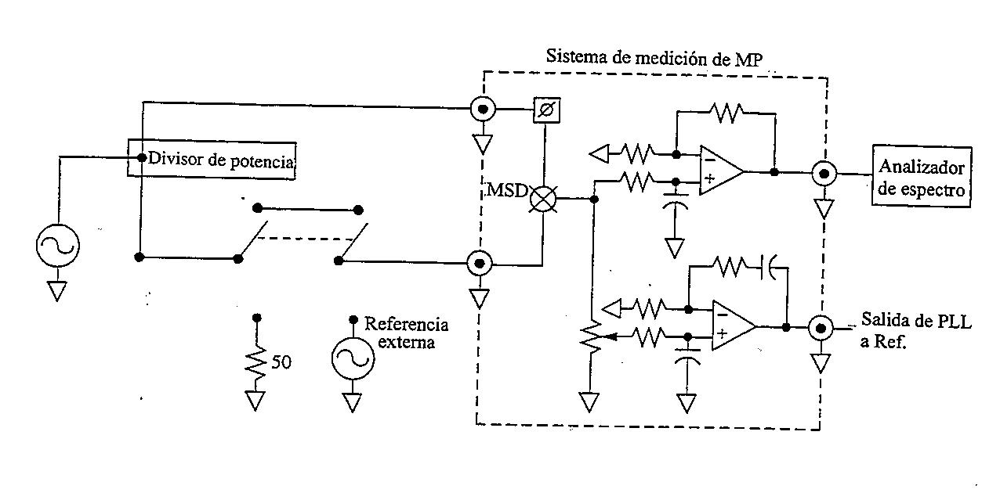 Sistema de medición de MP
Divisor de potencia
MSD
Analizador
de espectro
Referencia
externa
50
Salida de PLL
a Ref.